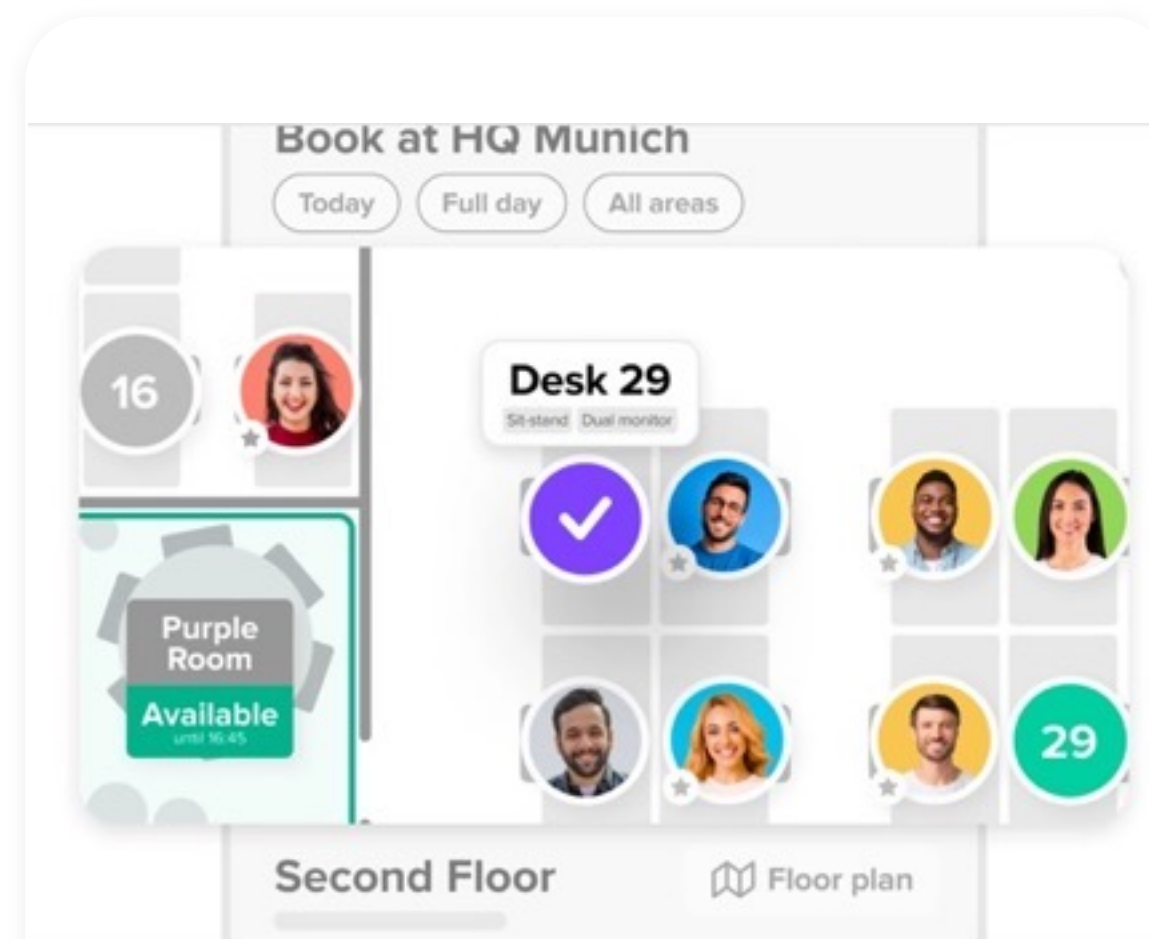 Book at HQ Munich
Today Full day All areas
16
Desk 29
Sit-stand Dual monitor
Purple
Room
Available
until 16:45
29
Second Floor
Floor plan